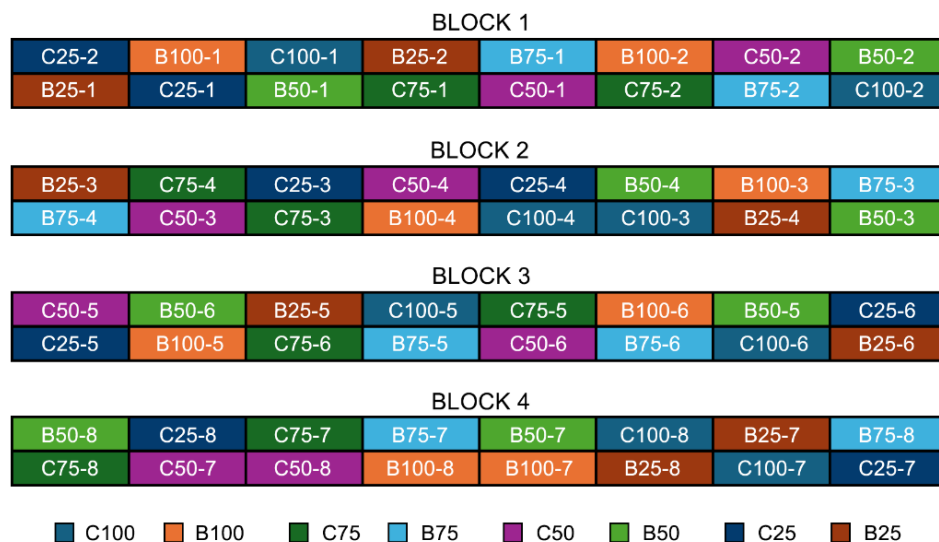 BLOCK 1
C25-2 B100-1 C100-1 B25-2 B75-1 B100-2 C50-2 B50-2
B25-1 C25-1 B50-1 C75-1 C50-1 C75-2 B75-2 C100-2
BLOCK 2
B25-3 C75-4 C25-3 C50-4 C25-4 B50-4 B100-3 B75-3
B75-4 C50-3 C75-3 B100-4 C100-4 C100-3 B25-4 B50-3
BLOCK 3
C50-5 B50-6 B25-5 C100-5 C75-5 B100-6 B50-5 C25-6
C25-5 B100-5 C75-6 B75-5 C50-6 B75-6 C100-6 B25-6
BLOCK 4
B50-8 C25-8 C75-7 B75-7 B50-7 C100-8 B25-7 B75-8
C75-8 C50-7 C50-8 B100-8 B100-7 B25-8 C100-7 C25-7
C100 B100 C75 B75 C50 B50 C25 B25